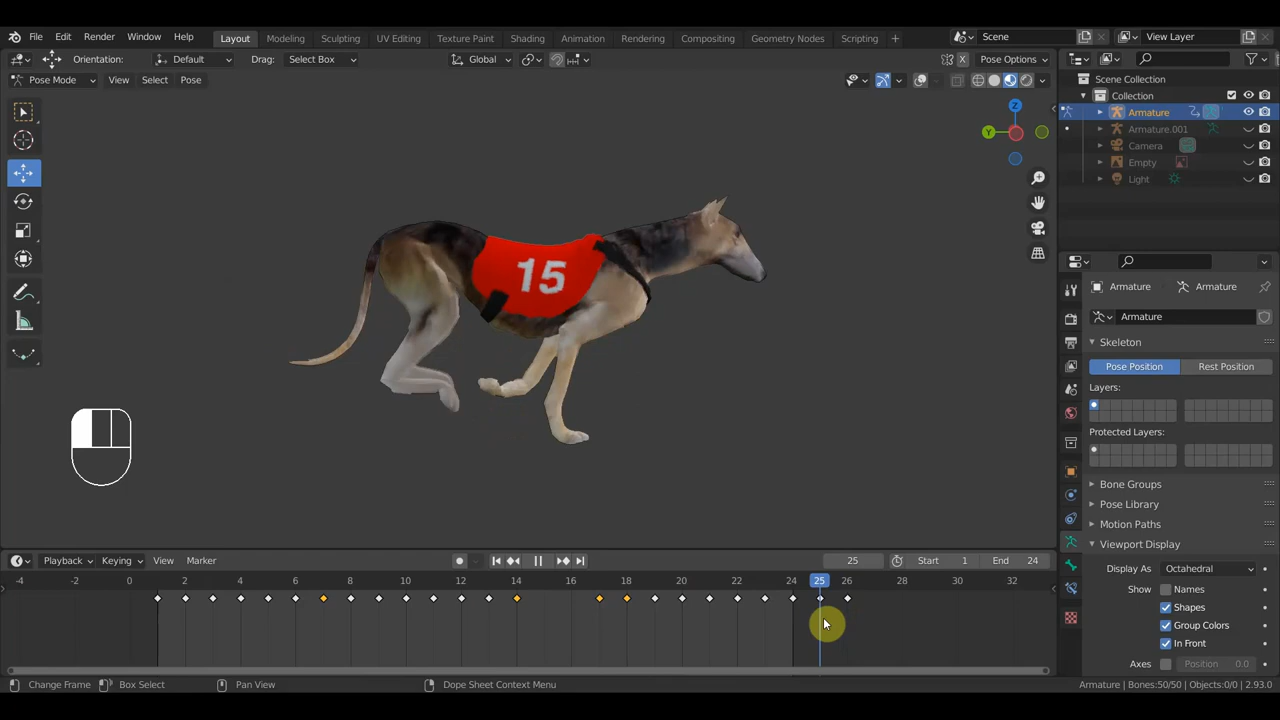 File Edit Render Window Help Layout Modeling Sculpting UV Editing Texture Paint Shading Animation Rendering Compositing Geometry Nodes Scripting + Scene View Layer
Orientation: Default Drag: Select Box Global X Pose Options
Pose Mode View Select Pose
Scene Collection
Collection
Armature
Armature.001
Camera
Empty
Light
Z
Y
15
Armature Armature
Armature
Skeleton
Pose Position Rest Position
Layers:
Protected Layers:
Bone Groups
Pose Library
Motion Paths
Viewport Display
Display As Octahedral
Show Names
Shapes
Group Colors
In Front
Axes Position 0.0
Playback Keying View Marker 25 Start 1 End 24
-4 -2 0 2 4 6 8 10 12 14 16 18 20 22 24 25 26 28 30 32
Change Frame Box Select Pan View Dope Sheet Context Menu Armature | Bones:50/50 | Objects:0/0 | 2.93.0